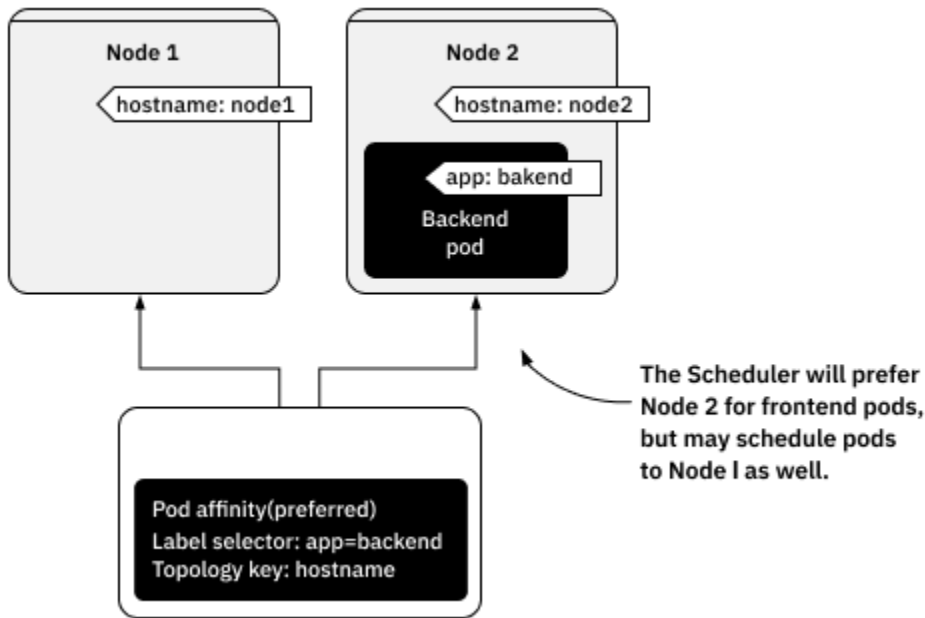 Node 1
hostname: node1
Node 2
hostname: node2
app: bakend
Backend
pod
The Scheduler will prefer
Node 2 for frontend pods,
but may schedule pods
to Node l as well.
Pod affinity(preferred)
Label selector: app=backend
Topology key: hostname